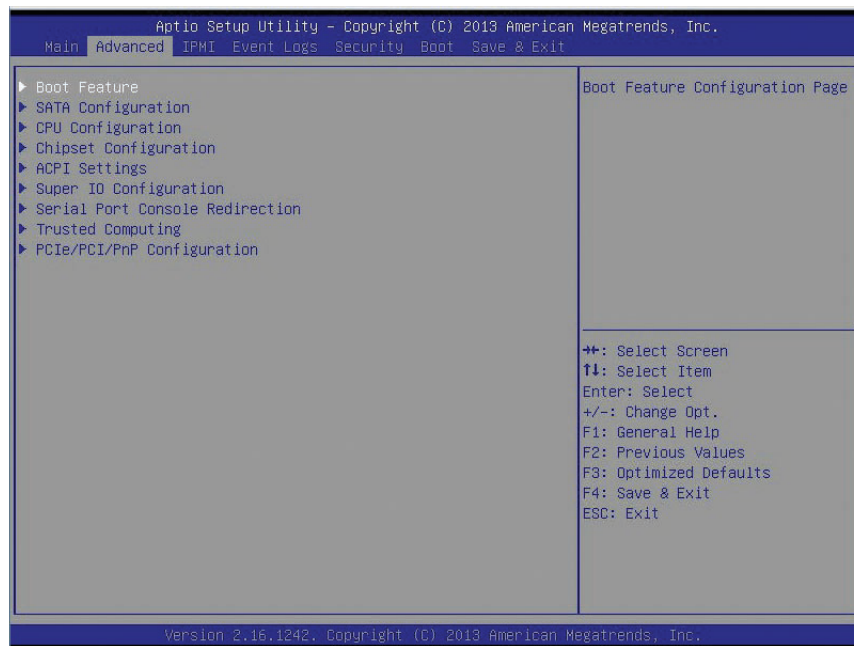 Aptio Setup Utility – Copyright (C) 2013 American Megatrends, Inc.
Main Advanced IPMI Event Logs Security Boot Save & Exit
Boot Feature
SATA Configuration
CPU Configuration
Chipset Configuration
ACPI Settings
Super IO Configuration
Serial Port Console Redirection
Trusted Computing
PCIe/PCI/PnP Configuration
Boot Feature Configuration Page
→←: Select Screen
↑↓: Select Item
Enter: Select
+/-: Change Opt.
F1: General Help
F2: Previous Values
F3: Optimized Defaults
F4: Save & Exit
ESC: Exit
Version 2.16.1242. Copyright (C) 2013 American Megatrends, Inc.